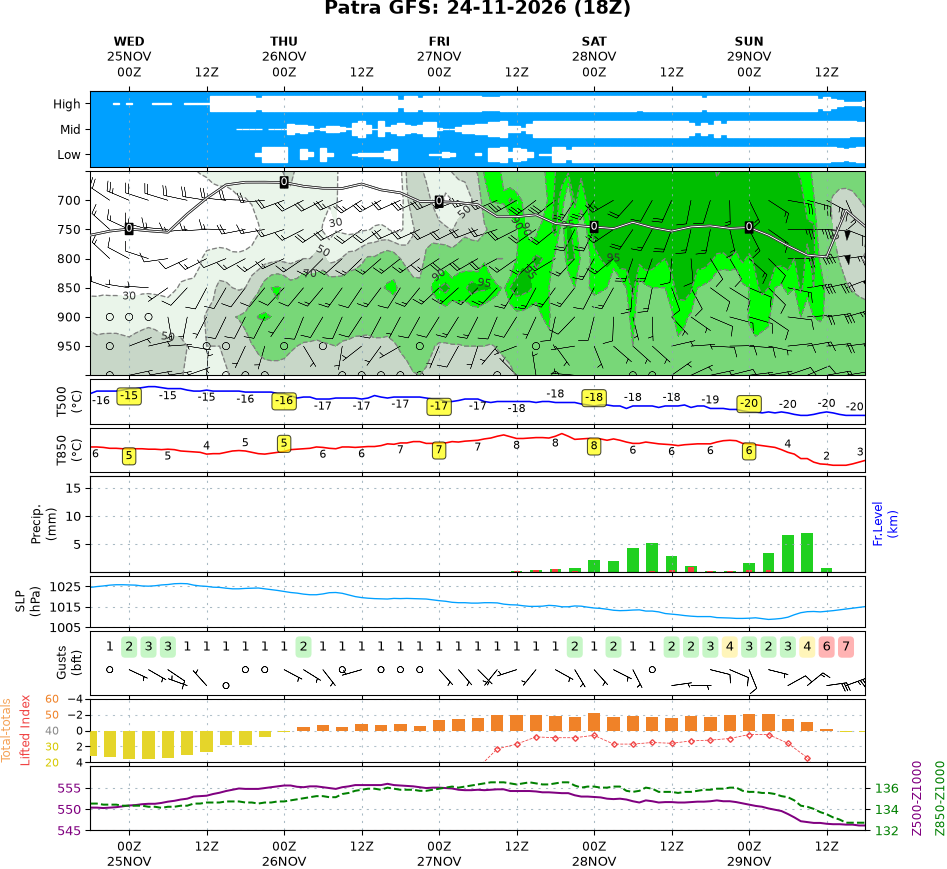 Patra GFS: 24-11-2026 (18Z)
WED THU FRI SAT SUN
25NOV 26NOV 27NOV 28NOV 29NOV
00Z 12Z 00Z 12Z 00Z 12Z 00Z 12Z 00Z 12Z
High
Mid
Low
700
750
800
850
900
950
0 0 0 0 0
30 50 70 30 50 50 90 95 95
T500
(°C)
-16 -15 -15 -15 -16 -16 -17 -17 -17 -17 -17 -18 -18 -18 -18 -18 -19 -20 -20 -20 -20
T850
(°C)
6 5 5 4 5 5 6 6 7 7 7 8 8 8 6 6 6 6 4 2 3
Precip.
(mm)
15
10
5
Fr.Level
(km)
SLP
(hPa)
1025
1015
1005
Gusts
(bft)
1 2 3 3 1 1 1 1 1 1 2 1 1 1 1 1 1 1 1 1 1 1 1 1 2 1 2 1 1 2 2 3 4 3 2 3 4 6 7
Total-totals
Lifted Index
60 −4
50 −2
40 0
30 2
20 4
555
550
545
136
134
132
Z500-Z1000
Z850-Z1000
00Z 12Z 00Z 12Z 00Z 12Z 00Z 12Z 00Z 12Z
25NOV 26NOV 27NOV 28NOV 29NOV